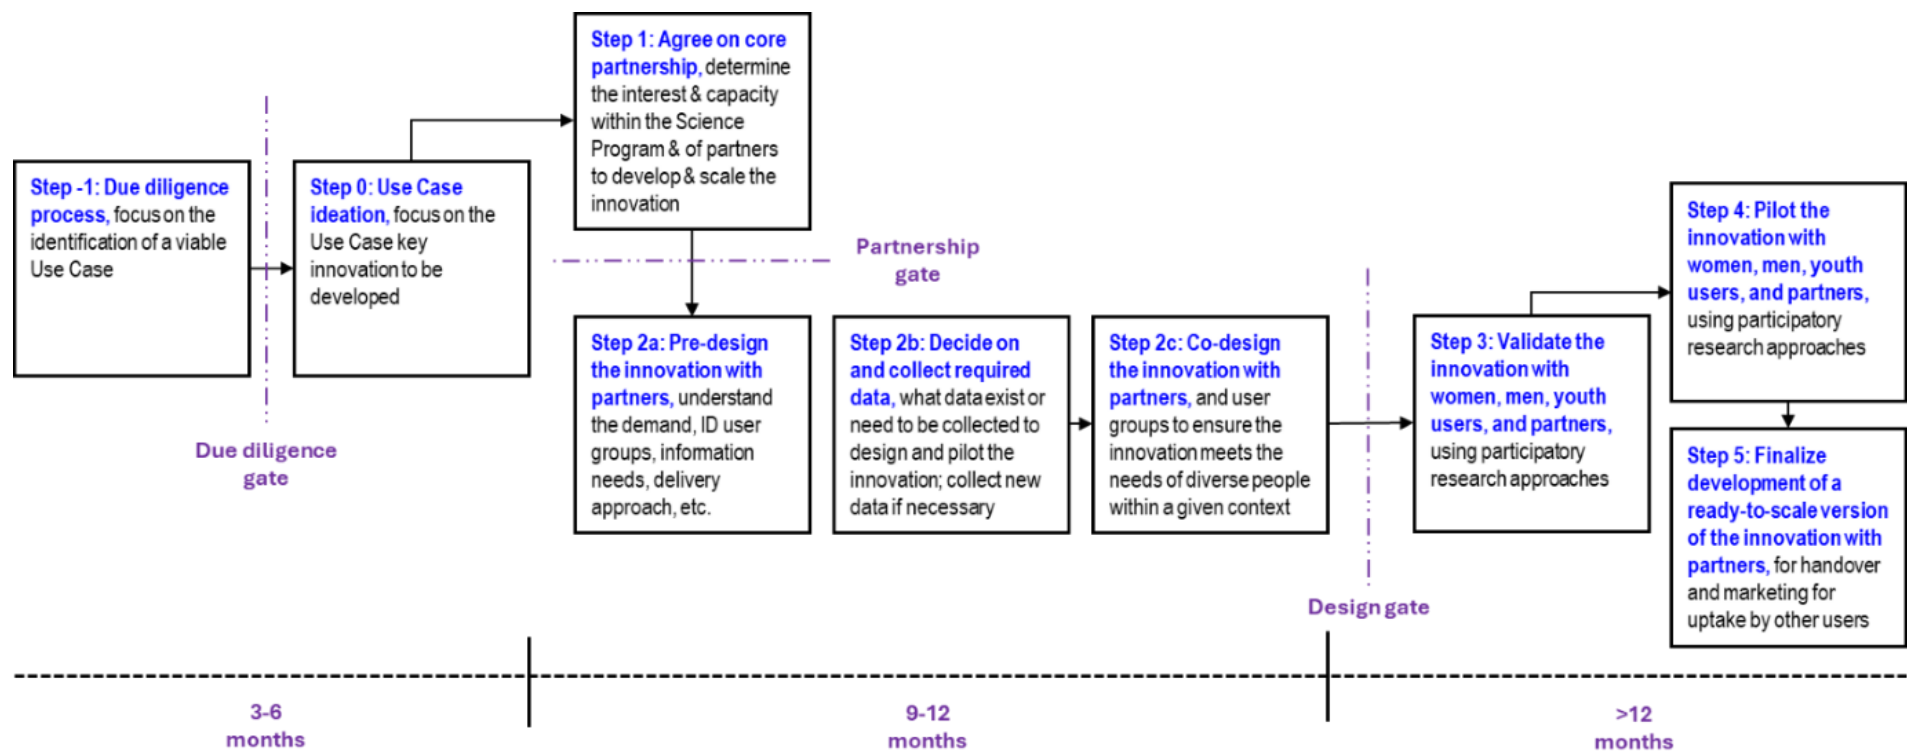 Step -1: Due diligence
process, focus on the
identification of a viable
Use Case
Due diligence
gate
Step 0: Use Case
ideation, focus on the
Use Case key
innovation to be
developed
Step 1: Agree on core
partnership, determine
the interest & capacity
within the Science
Program & of partners
to develop & scale the
innovation
Partnership
gate
Step 2a: Pre-design
the innovation with
partners, understand
the demand, ID user
groups, information
needs, delivery
approach, etc.
Step 2b: Decide on
and collect required
data, what data exist or
need to be collected to
design and pilot the
innovation; collect new
data if necessary
Step 2c: Co-design
the innovation with
partners, and user
groups to ensure the
innovation meets the
needs of diverse people
within a given context
Design gate
Step 3: Validate the
innovation with
women, men, youth
users, and partners,
using participatory
research approaches
Step 4: Pilot the
innovation with
women, men, youth
users, and partners,
using participatory
research approaches
Step 5: Finalize
development of a
ready-to-scale version
of the innovation with
partners, for handover
and marketing for
uptake by other users
3-6
months
9-12
months
>12
months